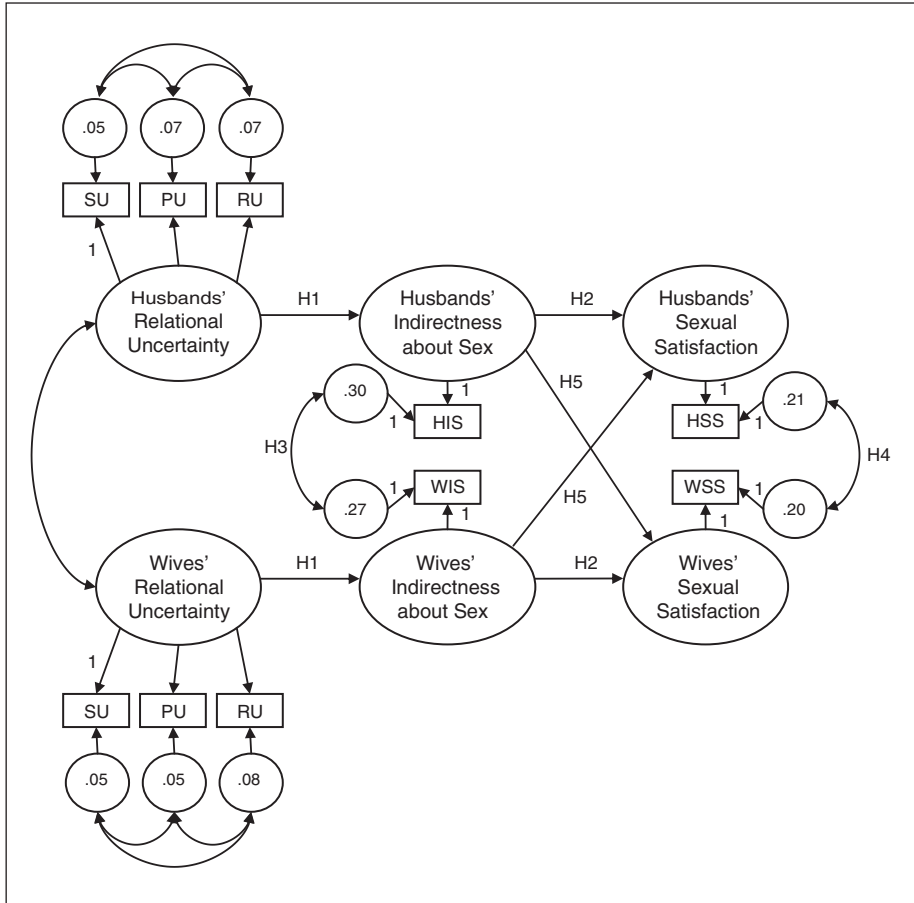 .05 .07 .07
SU PU RU
1
Husbands'
Relational
Uncertainty
H1
Husbands'
Indirectness
about Sex
H2
Husbands'
Sexual
Satisfaction
H5
.30
1
1
HIS
H3
.27
1
WIS
1
1
.21
1
HSS
H4
WSS
1
.20
1
H5
Wives'
Relational
Uncertainty
H1
Wives'
Indirectness
about Sex
H2
Wives'
Sexual
Satisfaction
1
SU PU RU
.05 .05 .08